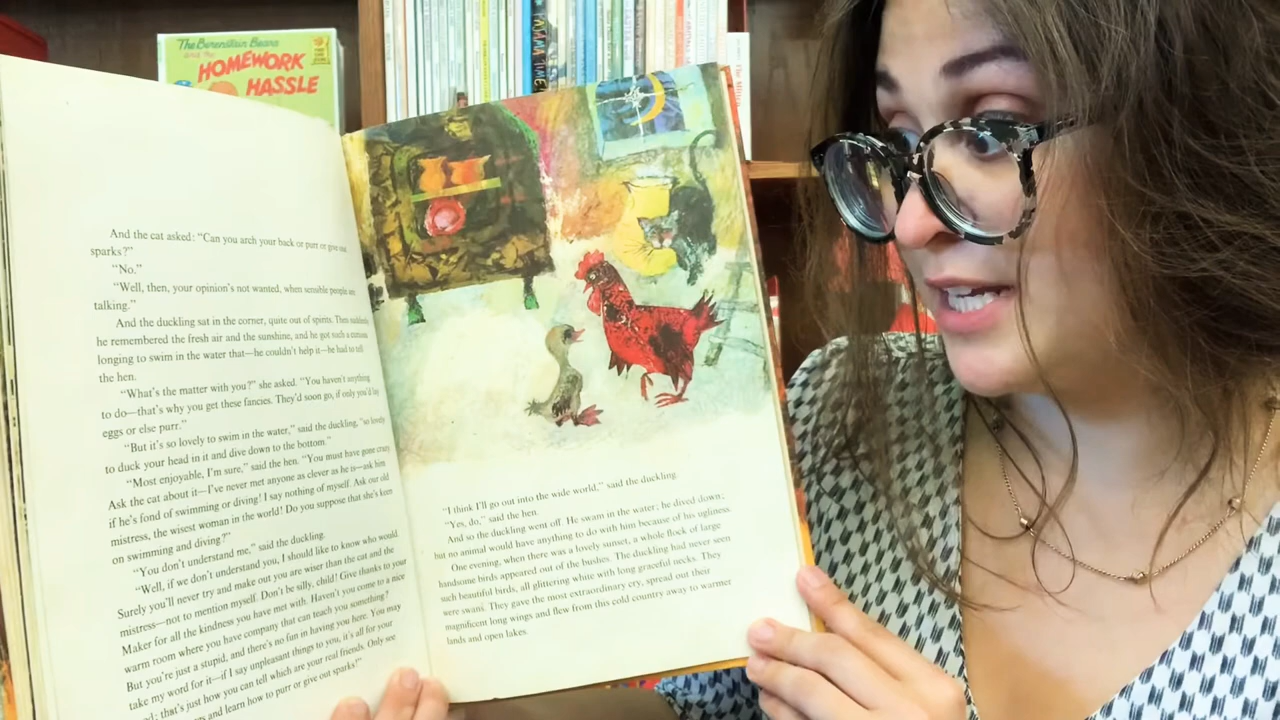 The Berenstain Bears
and the
HOMEWORK
HASSLE
MAMA TIME
The Mitten
And the cat asked: "Can you arch your back or purr or give out
sparks?"
"No."
"Well, then, your opinion's not wanted, when sensible people are
talking."
And the duckling sat in the corner, quite out of spirits. Then suddenly
he remembered the fresh air and the sunshine, and he got such a curious
longing to swim in the water that—he couldn't help it—he had to tell
the hen.
"What's the matter with you?" she asked. "You haven't anything
to do—that's why you get these fancies. They'd soon go, if only you'd lay
eggs or else purr."
"But it's so lovely to swim in the water," said the duckling, "so lovely
to duck your head in it and dive down to the bottom."
"Most enjoyable, I'm sure," said the hen. "You must have gone crazy
Ask the cat about it—I've never met anyone as clever as he is—ask him
if he's fond of swimming or diving! I say nothing of myself. Ask our old
mistress, the wisest woman in the world! Do you suppose that she's keen
on swimming and diving?"
"You don't understand me," said the duckling.
"Well, if we don't understand you, I should like to know who would.
Surely you'll never try and make out you are wiser than the cat and the
mistress—not to mention myself. Don't be silly, child! Give thanks to your
Maker for all the kindness you have met with. Haven't you come to a nice
warm room where you have company that can teach you something?
But you're just a stupid, and there's no fun in having you here. You may
take my word for it—if I say unpleasant things to you, it's all for your
that's just how you can tell which are your real friends. Only see
and learn how to purr or give out sparks!"
"I think I'll go out into the wide world," said the duckling.
"Yes, do," said the hen.
And so the duckling went off. He swam in the water; he dived down;
but no animal would have anything to do with him because of his ugliness.
One evening, when there was a lovely sunset, a whole flock of large
handsome birds appeared out of the bushes. The duckling had never seen
such beautiful birds, all glittering white with long graceful necks. They
were swans. They gave the most extraordinary cry, spread out their
magnificent long wings and flew from this cold country away to warmer
lands and open lakes.